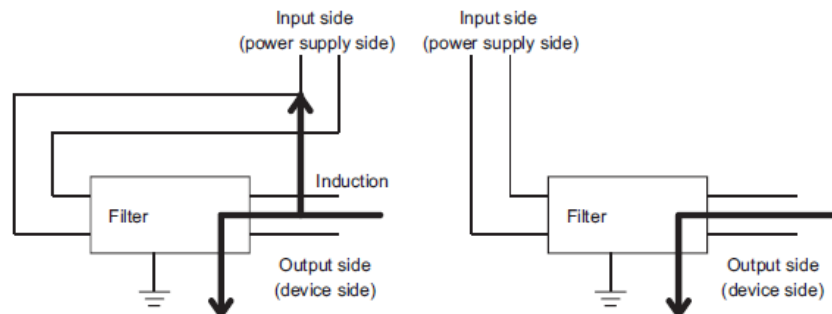 Input side
(power supply side)
Filter
Induction
Output side
(device side)
Input side
(power supply side)
Filter
Output side
(device side)